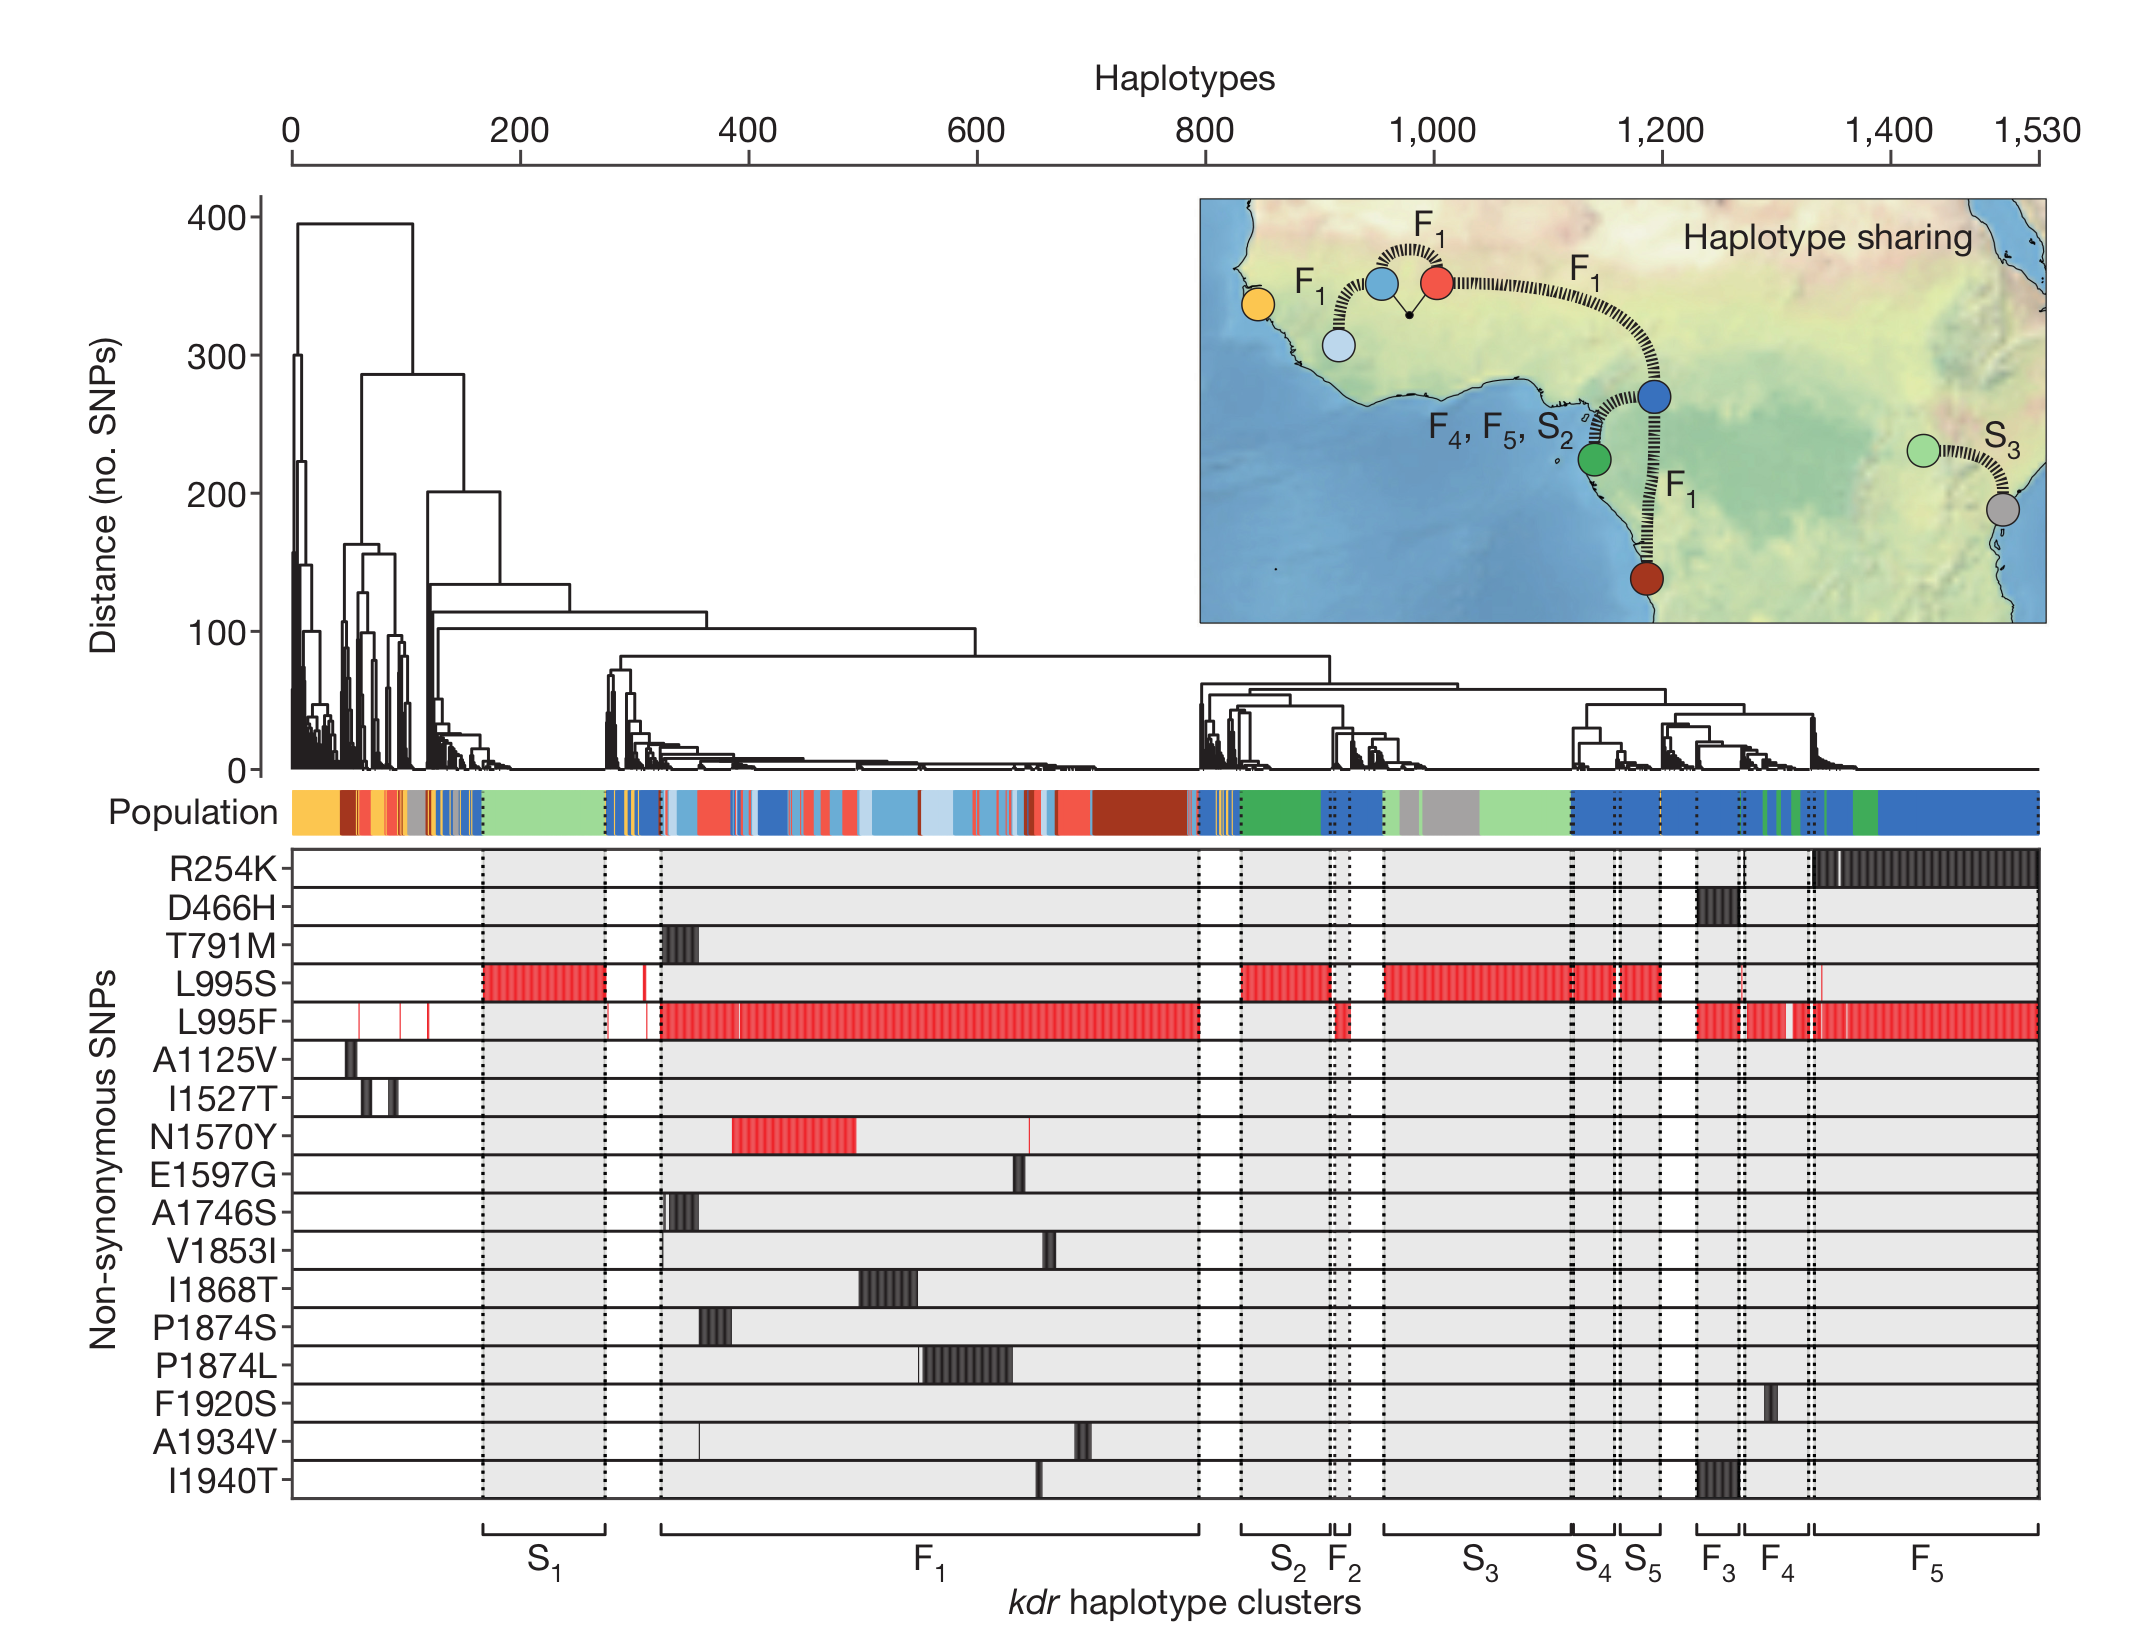 Haplotypes
0 200 400 600 800 1,000 1,200 1,400 1,530
Distance (no. SNPs)
400
300
200
100
0
Haplotype sharing
F1
F1
F1
F4, F5, S2
F1
S3
Population
Non-synonymous SNPs
R254K
D466H
T791M
L995S
L995F
A1125V
I1527T
N1570Y
E1597G
A1746S
V1853I
I1868T
P1874S
P1874L
F1920S
A1934V
I1940T
S1 F1 S2 F2 S3 S4 S5 F3 F4 F5
kdr haplotype clusters